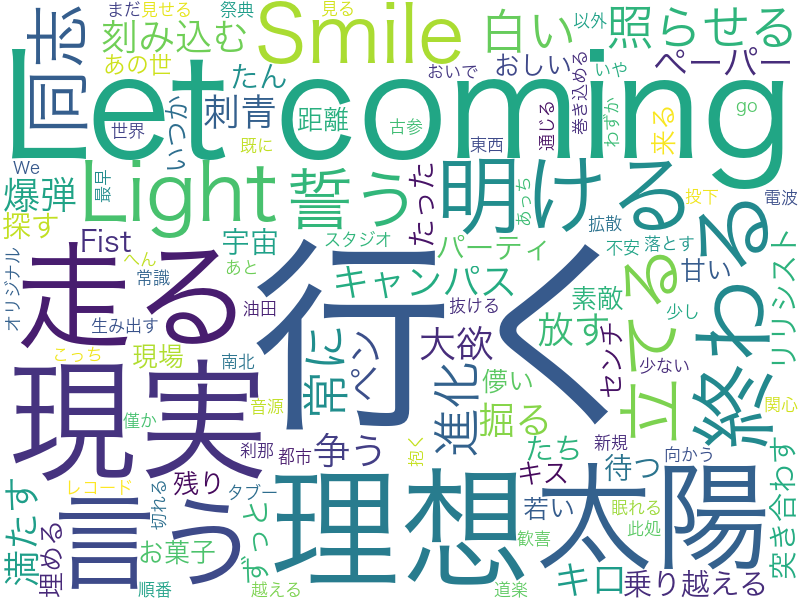 まだ
見せる
祭典
見る
同志
刻み込む
Smile
白い
以外
照らせる
あの世
たん
おいで
おしい
いや
ペーパー
Let
coming
いつか
刺青
距離
古参
通じる
巻き込める
わずか
来る
go
世界
既に
東西
We
最早
Light
誓う
明ける
あっち
爆弾
たった
拡散
投下
電波
探す
Fist
宇宙
スタジオ
パーティ
不安
落とす
リリシスト
オリジナル
へん
常識
あと
キャンバス
走る
行く
甘い
終わる
立てる
素敵
油田
抜ける
放す
少し
生み出す
大欲
センチ
少ない
こっち
現場
南北
常に
ペン
進化
儚い
掘る
現実
僅か
音源
刹那
都市
争う
抱く
たち
新規
向かう
関心
満たす
レコード
残り
キス
待つ
突き合わす
埋める
言う
切れる
タブー
ずっと
理想
若い
太陽
眠れる
此処
お菓子
歓喜
順番
越える
道楽
キロ
乗り越える